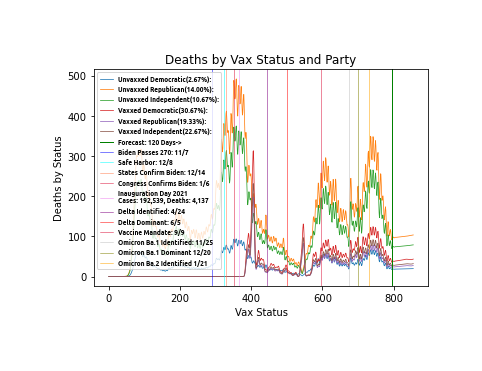 Deaths by Vax Status and Party
Deaths by Status
500
400
300
200
100
0
Unvaxxed Democratic(2.67%):
Unvaxxed Republican(14.00%):
Unvaxxed Independent(10.67%):
Vaxxed Democratic(30.67%):
Vaxxed Republican(19.33%):
Vaxxed Independent(22.67%):
Forecast: 120 Days->
Biden Passes 270: 11/7
Safe Harbor: 12/8
States Confirm Biden: 12/14
Congress Confirms Biden: 1/6
Inauguration Day 2021
Cases: 192,539, Deaths: 4,137
Delta Identified: 4/24
Delta Dominant: 6/5
Vaccine Mandate: 9/9
Omicron Ba.1 Identified 11/25
Omicron Ba.1 Dominant 12/20
Omicron Ba.2 Identified 1/21
0 200 400 600 800
Vax Status